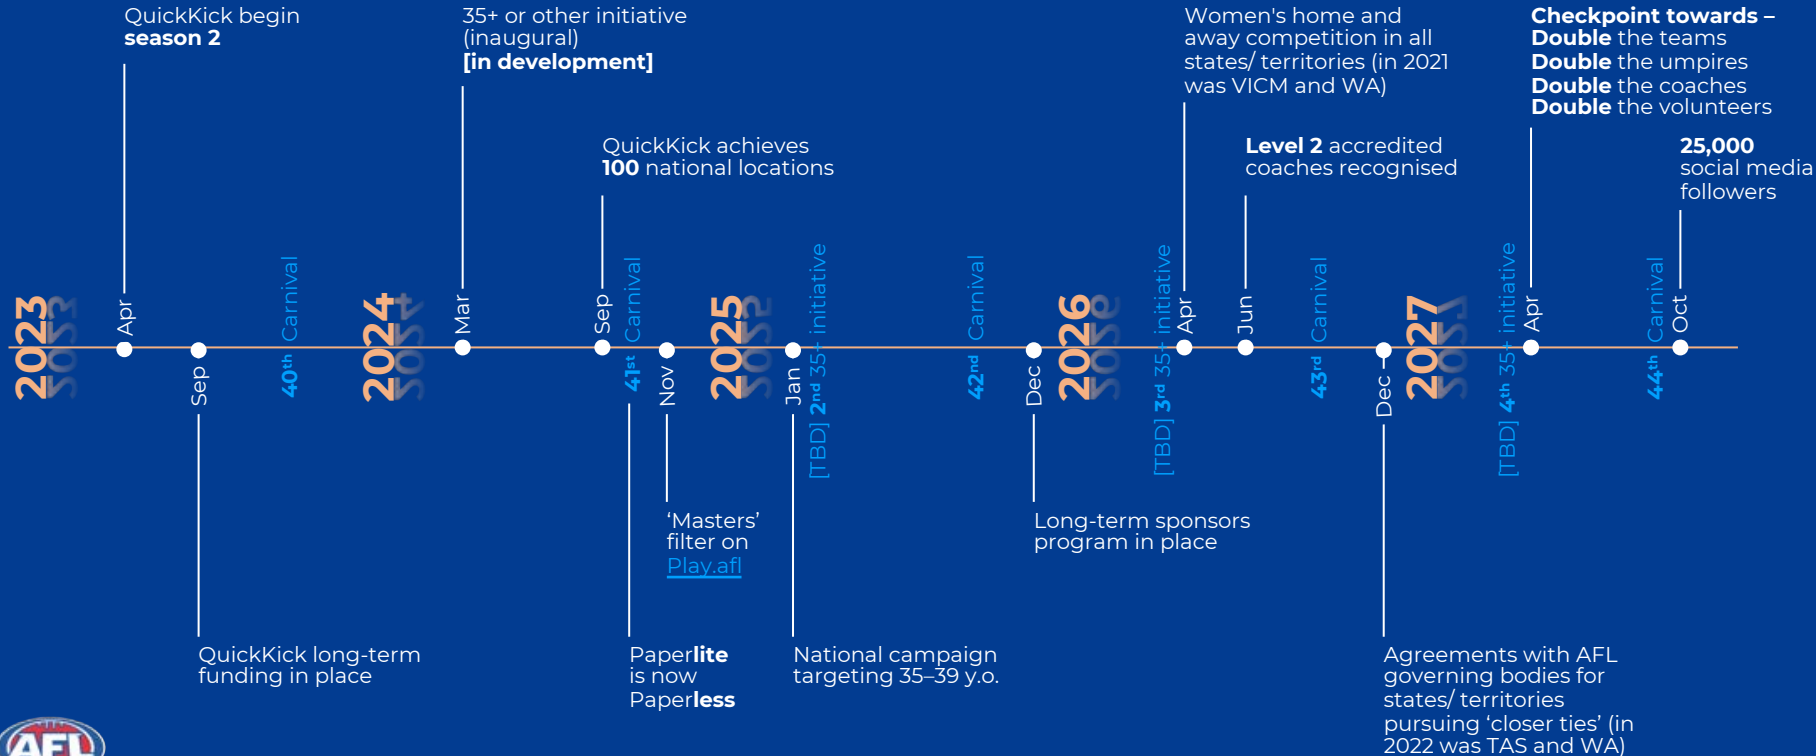 QuickKick begin
season 2
35+ or other initiative
(inaugural)
[in development]
Women's home and
away competition in all
states/ territories (in 2021
was VICM and WA)
Checkpoint towards –
Double the teams
Double the umpires
Double the coaches
Double the volunteers
QuickKick achieves
100 national locations
Level 2 accredited
coaches recognised
25,000
social media
followers
2023
Apr
Sep
40th Carnival
2024
Mar
Sep
41st Carnival
Nov
2025
Jan
[TBD] 2nd 35+ initiative
42nd Carnival
Dec
2026
[TBD] 3rd 35+ initiative
Apr
Jun
43rd Carnival
Dec
2027
[TBD] 4th 35+ initiative
Apr
44th Carnival
Oct
'Masters'
filter on
Play.afl
Long-term sponsors
program in place
QuickKick long-term
funding in place
Paperlite
is now
Paperless
National campaign
targeting 35–39 y.o.
Agreements with AFL
governing bodies for
states/ territories
pursuing 'closer ties' (in
2022 was TAS and WA)
AFL